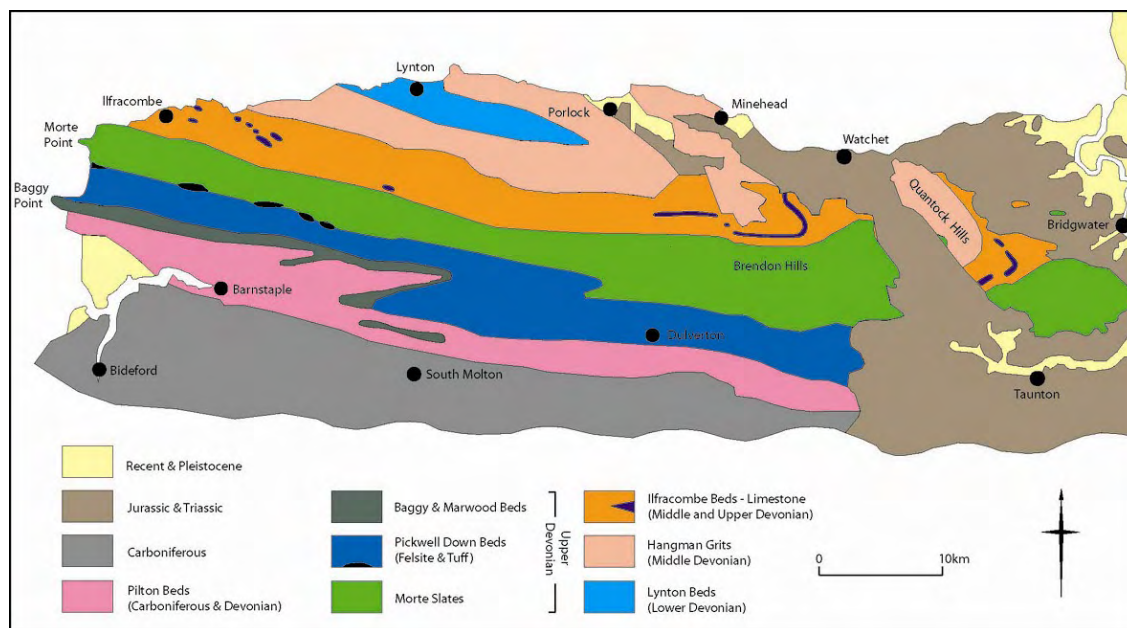 Lynton
Ilfracombe
Porlock
Minehead
Morte
Point
Watchet
Baggy
Point
Quantock Hills
Bridgwater
Brendon Hills
Barnstaple
Dulverton
Bideford
South Molton
Taunton
Recent & Pleistocene
Jurassic & Triassic
Carboniferous
Pilton Beds
(Carboniferous & Devonian)
Baggy & Marwood Beds
Pickwell Down Beds
(Felsite & Tuff)
Morte Slates
Upper
Devonian
Ilfracombe Beds - Limestone
(Middle and Upper Devonian)
Hangman Grits
(Middle Devonian)
Lynton Beds
(Lower Devonian)
0 10km